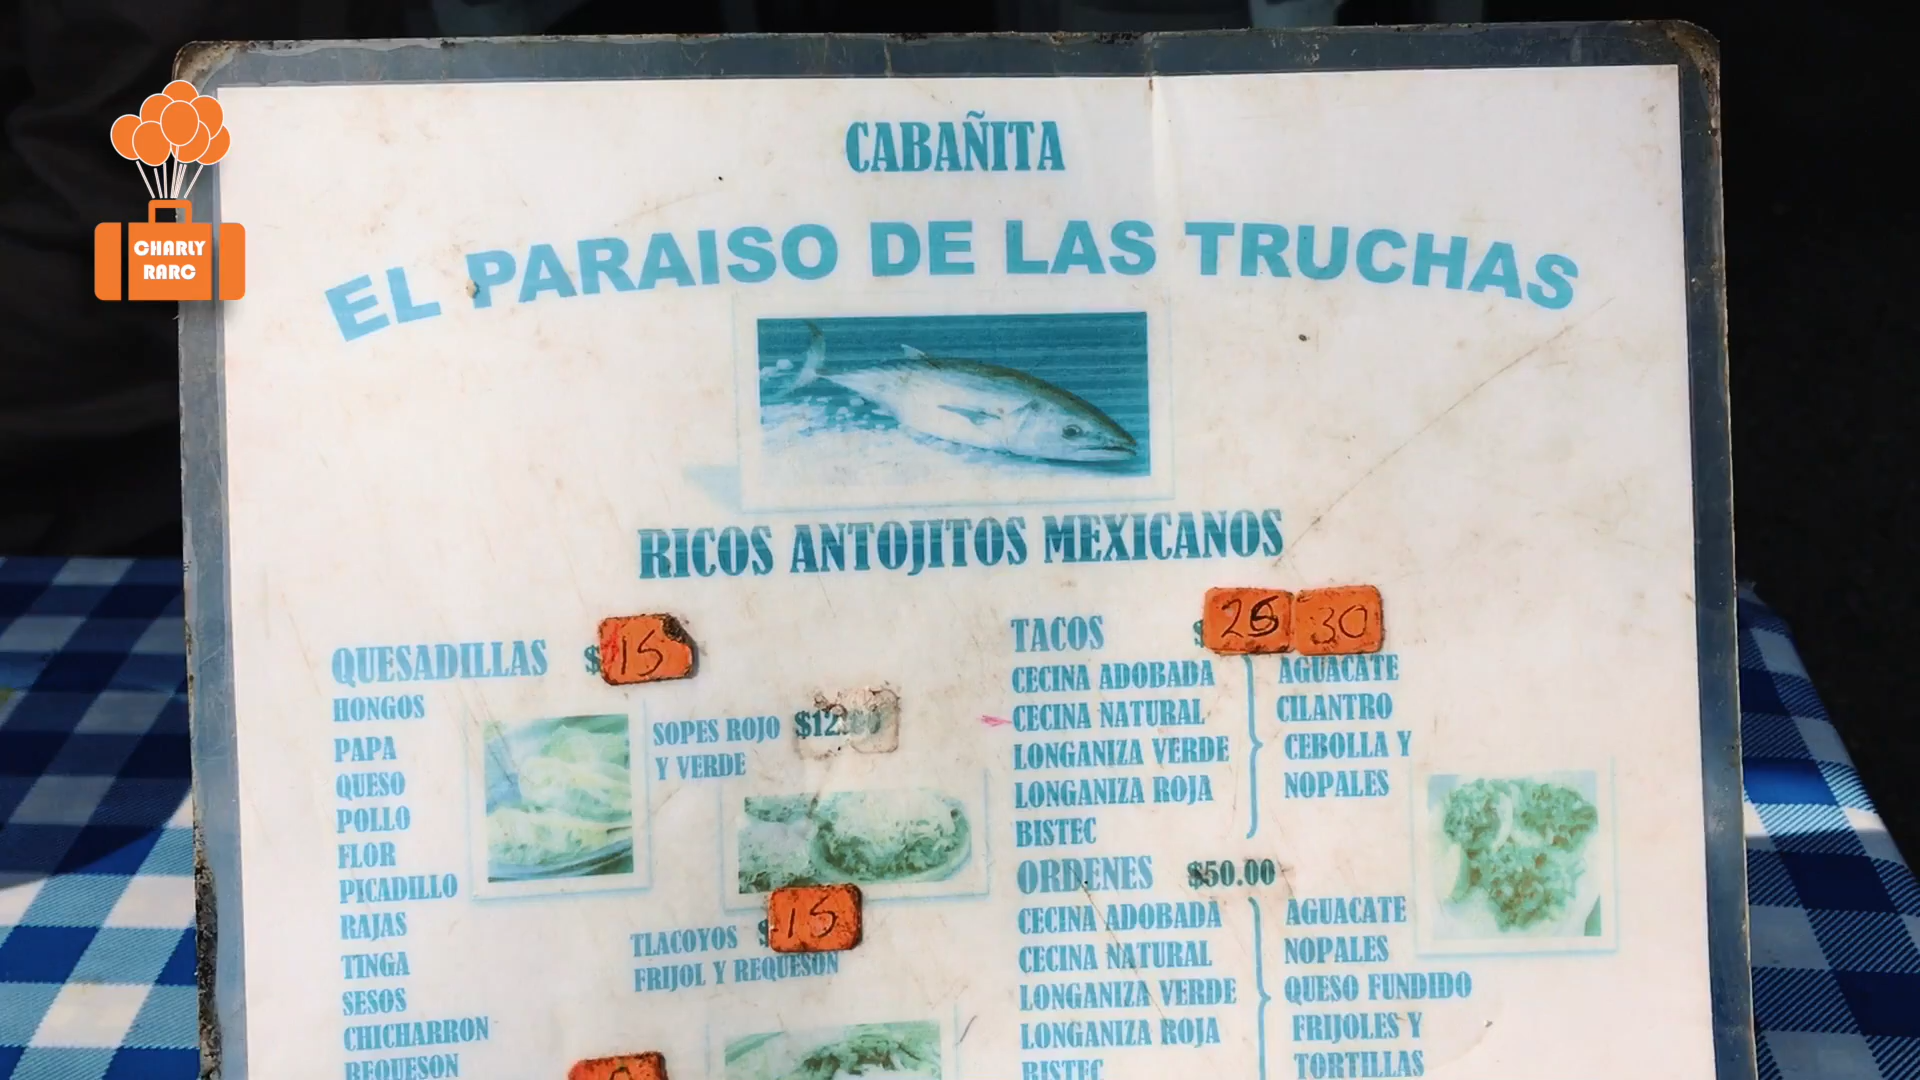 CHARLY
RARC
CABAÑITA
EL PARAISO DE LAS TRUCHAS
RICOS ANTOJITOS MEXICANOS
QUESADILLAS $15
HONGOS
PAPA
QUESO
POLLO
FLOR
PICADILLO
RAJAS
TINGA
SESOS
CHICHARRON
REQUESON
SOPES ROJO
Y VERDE
TLACOYOS $15
FRIJOL Y REQUESON
TACOS $ 30
CECINA ADOBADA
CECINA NATURAL
LONGANIZA VERDE
LONGANIZA ROJA
BISTEC
AGUACATE
CILANTRO
CEBOLLA Y
NOPALES
ORDENES $50.00
CECINA ADOBADA
CECINA NATURAL
LONGANIZA VERDE
LONGANIZA ROJA
BISTEC
AGUACATE
NOPALES
QUESO FUNDIDO
FRIJOLES Y
TORTILLAS